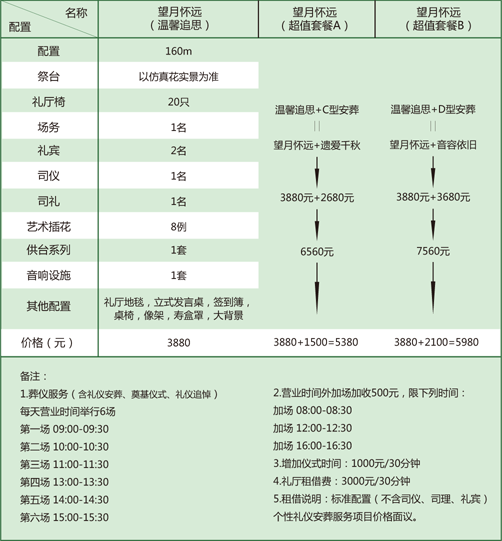 名称
配置
望月怀远
（温馨追思）
望月怀远
（超值套餐A）
望月怀远
（超值套餐B）
配置
160m
祭台
以仿真花实景为准
礼厅椅
20只
场务
1名
礼宾
2名
司仪
1名
司礼
1名
艺术插花
8例
供台系列
1套
音响设施
1套
其他配置
礼厅地毯，立式发言桌，签到簿，
桌椅，像架，寿盒罩，大背景
温馨追思+C型安葬
||
望月怀远+遗爱千秋
3880元+2680元
6560元
温馨追思+D型安葬
||
望月怀远+音容依旧
3880元+3680元
7560元
价格（元）
3880
3880+1500=5380
3880+2100=5980
备注：
1.葬仪服务（含礼仪安葬、奠基仪式、礼仪追悼）
每天营业时间举行6场
第一场 09:00-09:30
第二场 10:00-10:30
第三场 11:00-11:30
第四场 13:00-13:30
第五场 14:00-14:30
第六场 15:00-15:30
2.营业时间外加场加收500元，限下列时间：
加场 08:00-08:30
加场 12:00-12:30
加场 16:00-16:30
3.增加仪式时间：1000元/30分钟
4.礼厅租借费：3000元/30分钟
5.租借说明：标准配置（不含司仪、司理、礼宾）
个性礼仪安葬服务项目价格面议。